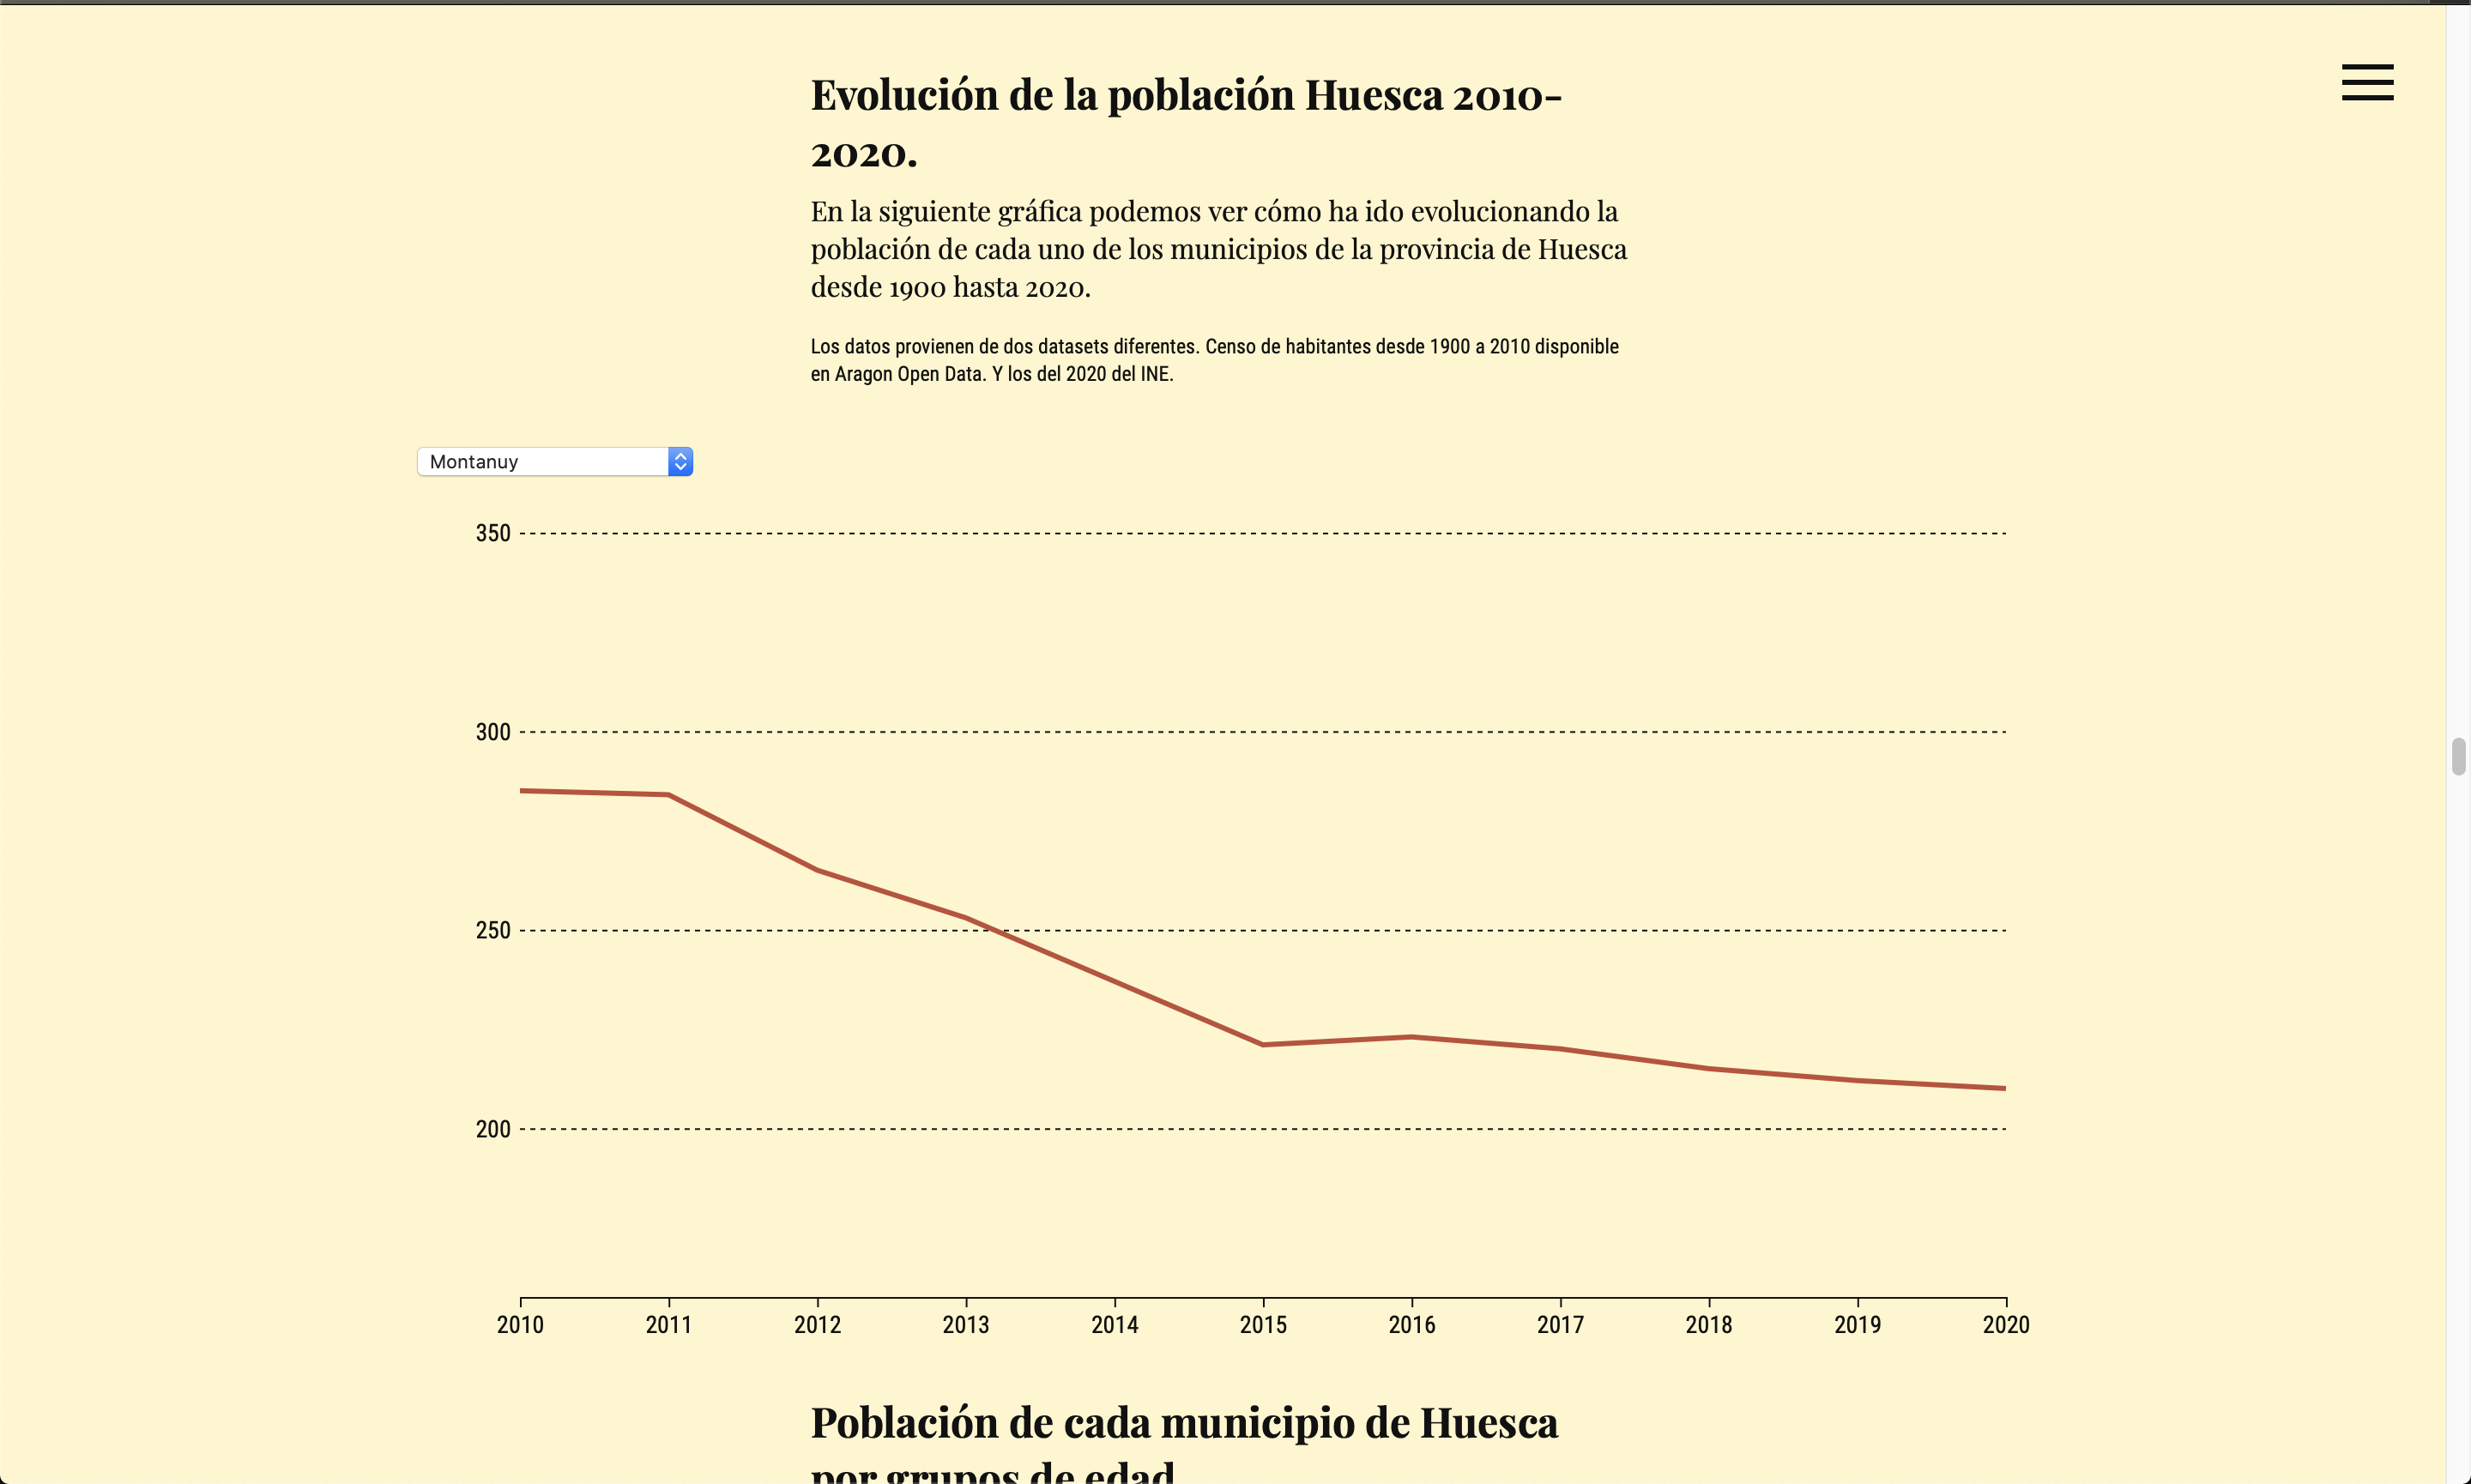 Evolución de la población Huesca 2010-
2020.
En la siguiente gráfica podemos ver cómo ha ido evolucionando la
población de cada uno de los municipios de la provincia de Huesca
desde 1900 hasta 2020.
Los datos provienen de dos datasets diferentes. Censo de habitantes desde 1900 a 2010 disponible
en Aragon Open Data. Y los del 2020 del INE.
Montanuy
350
300
250
200
2010 2011 2012 2013 2014 2015 2016 2017 2018 2019 2020
Población de cada municipio de Huesca
por grupos de edad